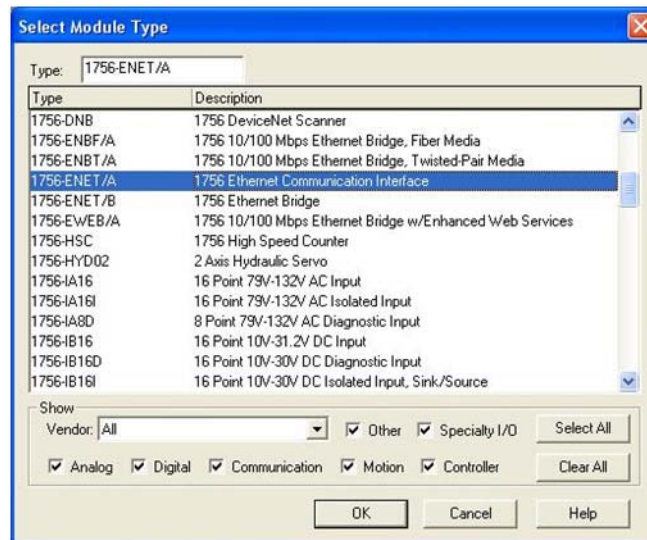 Select Module Type
Type: 1756-ENET/A
Type Description
1756-DNB 1756 DeviceNet Scanner
1756-ENBF/A 1756 10/100 Mbps Ethernet Bridge, Fiber Media
1756-ENBT/A 1756 10/100 Mbps Ethernet Bridge, Twisted-Pair Media
1756-ENET/A 1756 Ethernet Communication Interface
1756-ENET/B 1756 Ethernet Bridge
1756-EWEB/A 1756 10/100 Mbps Ethernet Bridge w/Enhanced Web Services
1756-HSC 1756 High Speed Counter
1756-HYD02 2 Axis Hydraulic Servo
1756-IA16 16 Point 79V-132V AC Input
1756-IA16I 16 Point 79V-132V AC Isolated Input
1756-IA8D 8 Point 79V-132V AC Diagnostic Input
1756-IB16 16 Point 10V-31.2V DC Input
1756-IB16D 16 Point 10V-30V DC Diagnostic Input
1756-IB16I 16 Point 10V-30V DC Isolated Input, Sink/Source
Show
Vendor: All Other Specialty I/O Select All
Analog Digital Communication Motion Controller Clear All
OK Cancel Help